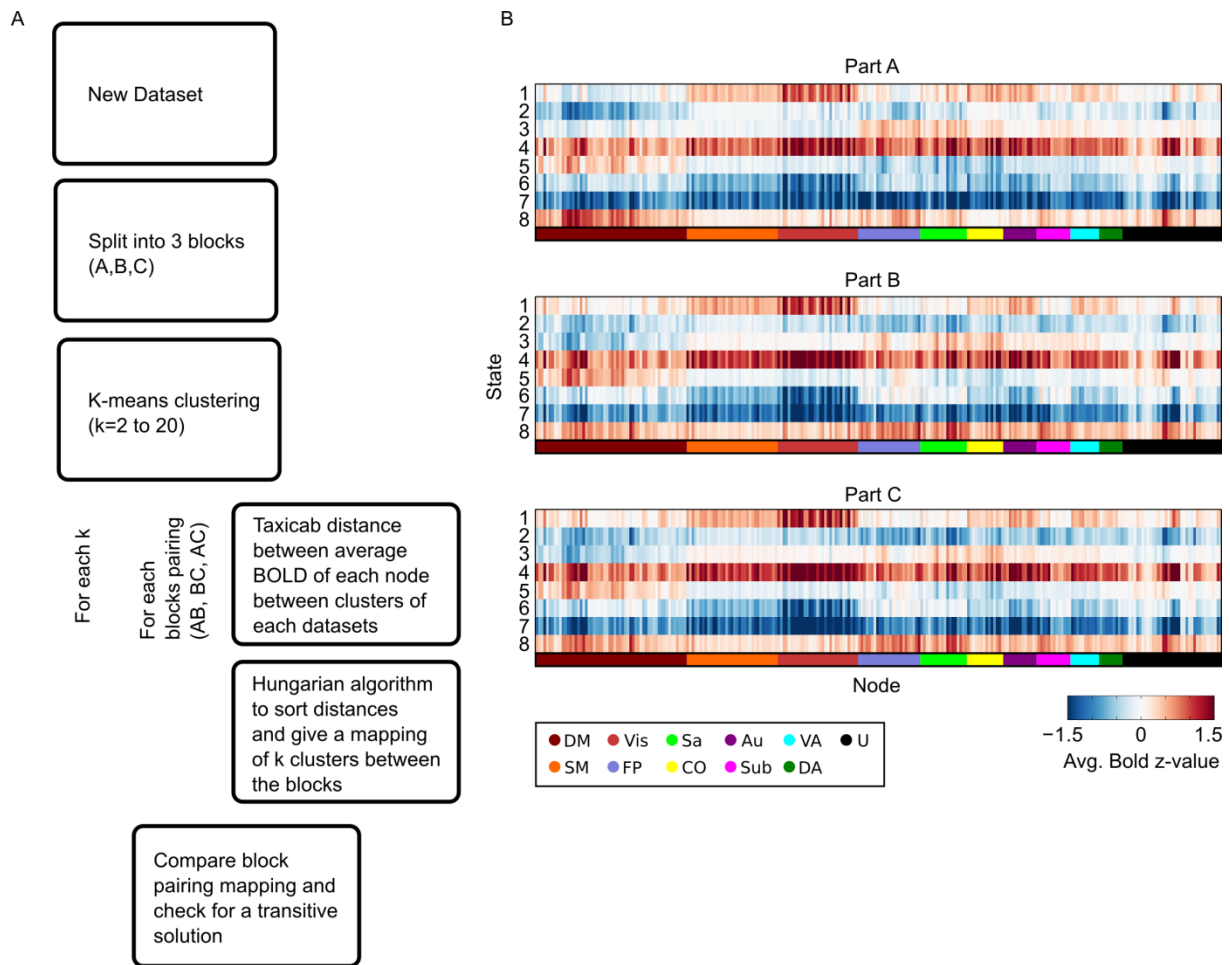 A
New Dataset
Split into 3 blocks
(A,B,C)
K-means clustering
(k=2 to 20)
For each k
For each
blocks pairing
(AB, BC, AC)
Taxicab distance
between average
BOLD of each node
between clusters of
each datasets
Hungarian algorithm
to sort distances
and give a mapping
of k clusters between
the blocks
Compare block
pairing mapping and
check for a transitive
solution
B
Part A
1
2
3
4
5
6
7
8
Part B
State
1
2
3
4
5
6
7
8
Part C
1
2
3
4
5
6
7
8
Node
DM Vis Sa Au VA U
SM FP CO Sub DA
−1.5 0 1.5
Avg. Bold z-value